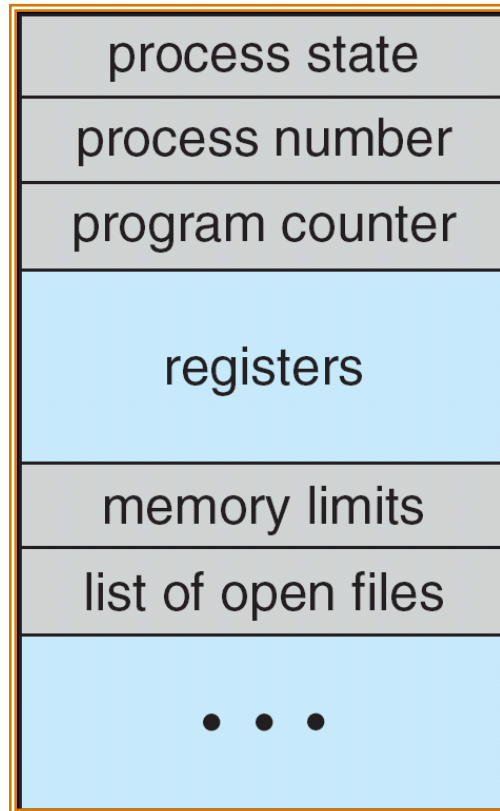 process state
process number
program counter
registers
memory limits
list of open files
• • •